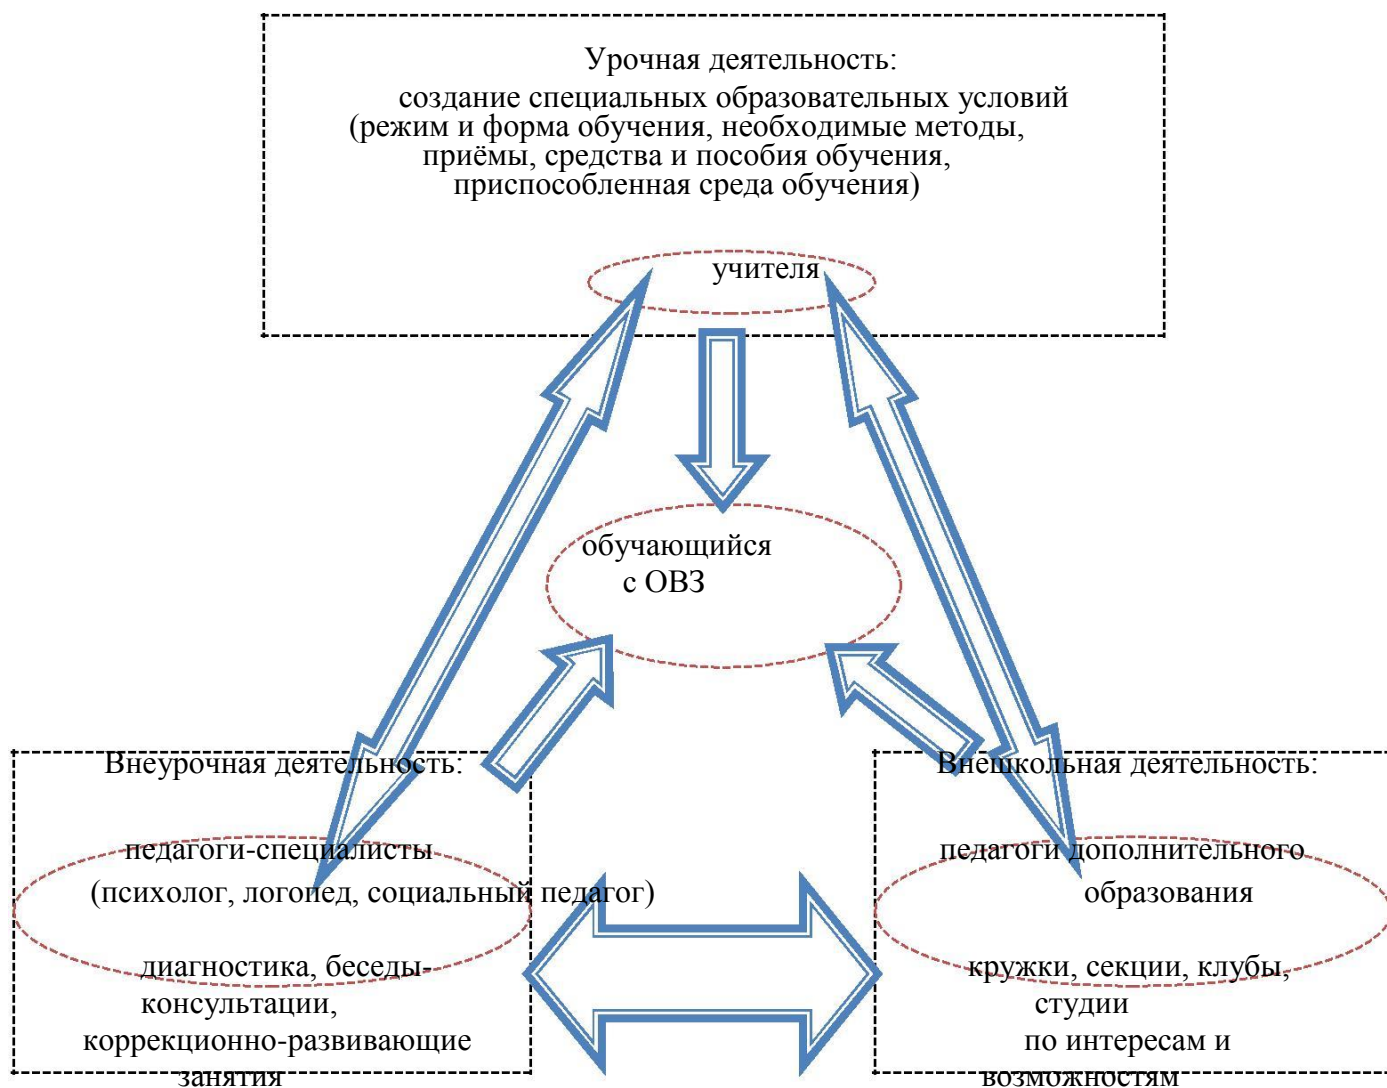 Урочная деятельность:
создание специальных образовательных условий
(режим и форма обучения, необходимые методы,
приёмы, средства и пособия обучения,
приспособленная среда обучения)
учителя
обучающийся
с ОВЗ
Внеурочная деятельность:
педагоги-специалисты
(психолог, логопед, социальный педагог)
диагностика, беседы-
консультации,
коррекционно-развивающие
занятия
Внешкольная деятельность:
педагоги дополнительного
образования
кружки, секции, клубы,
студии
по интересам и
возможностям